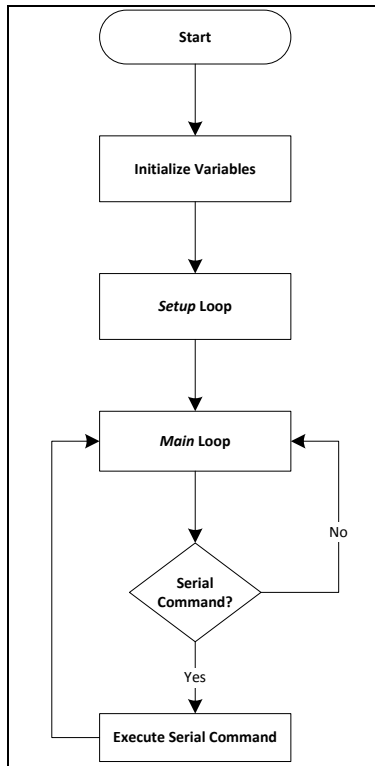 Start
Initialize Variables
Setup Loop
Main Loop
No
Serial
Command?
Yes
Execute Serial Command